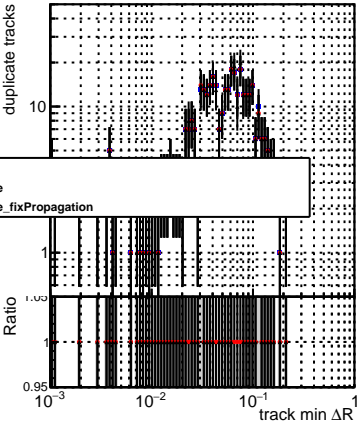 duplicate tracks
10
e
e_fixPropagation
1
Ratio
1.05
1
0.95
10⁻³
10⁻²
10⁻¹
1
track min ΔR